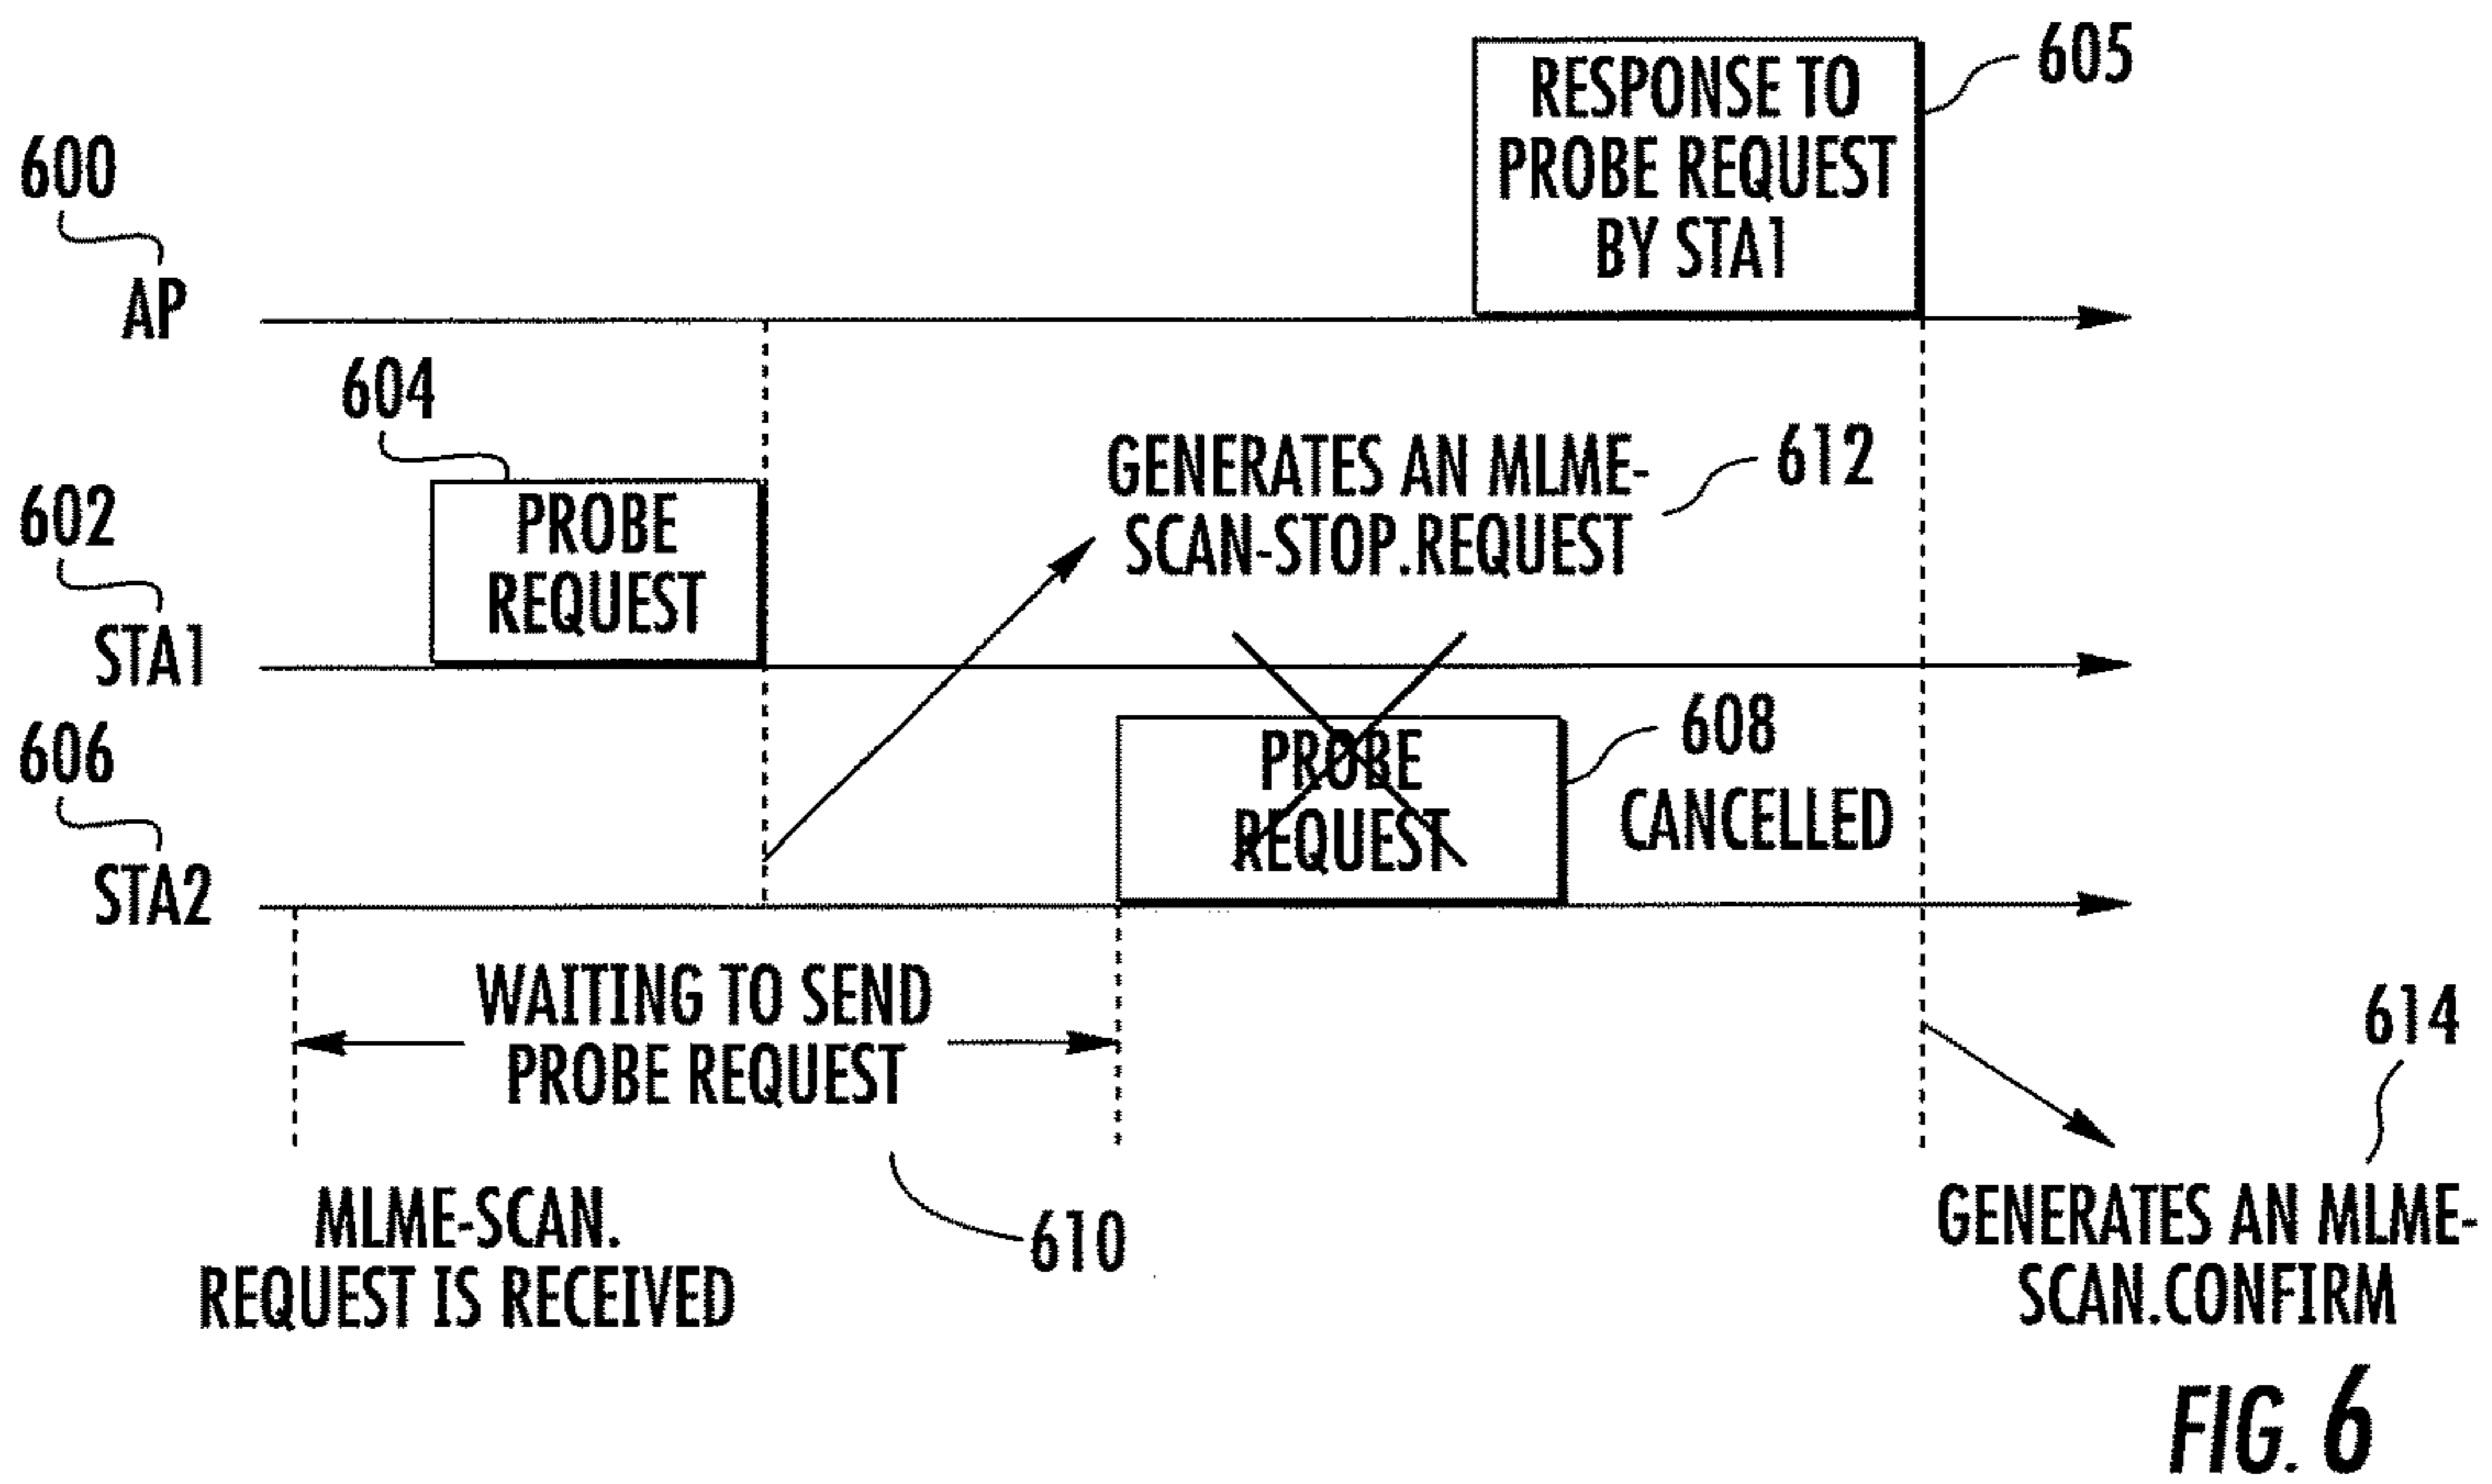 605
RESPONSE TO
PROBE REQUEST
BY STA1
600
AP
604
612
GENERATES AN MLME-
SCAN-STOP.REQUEST
602
STA1
PROBE
REQUEST
606
STA2
608
CANCELLED
PROBE
REQUEST
WAITING TO SEND
PROBE REQUEST
610
614
MLME-SCAN.
REQUEST IS RECEIVED
GENERATES AN MLME-
SCAN.CONFIRM
FIG. 6